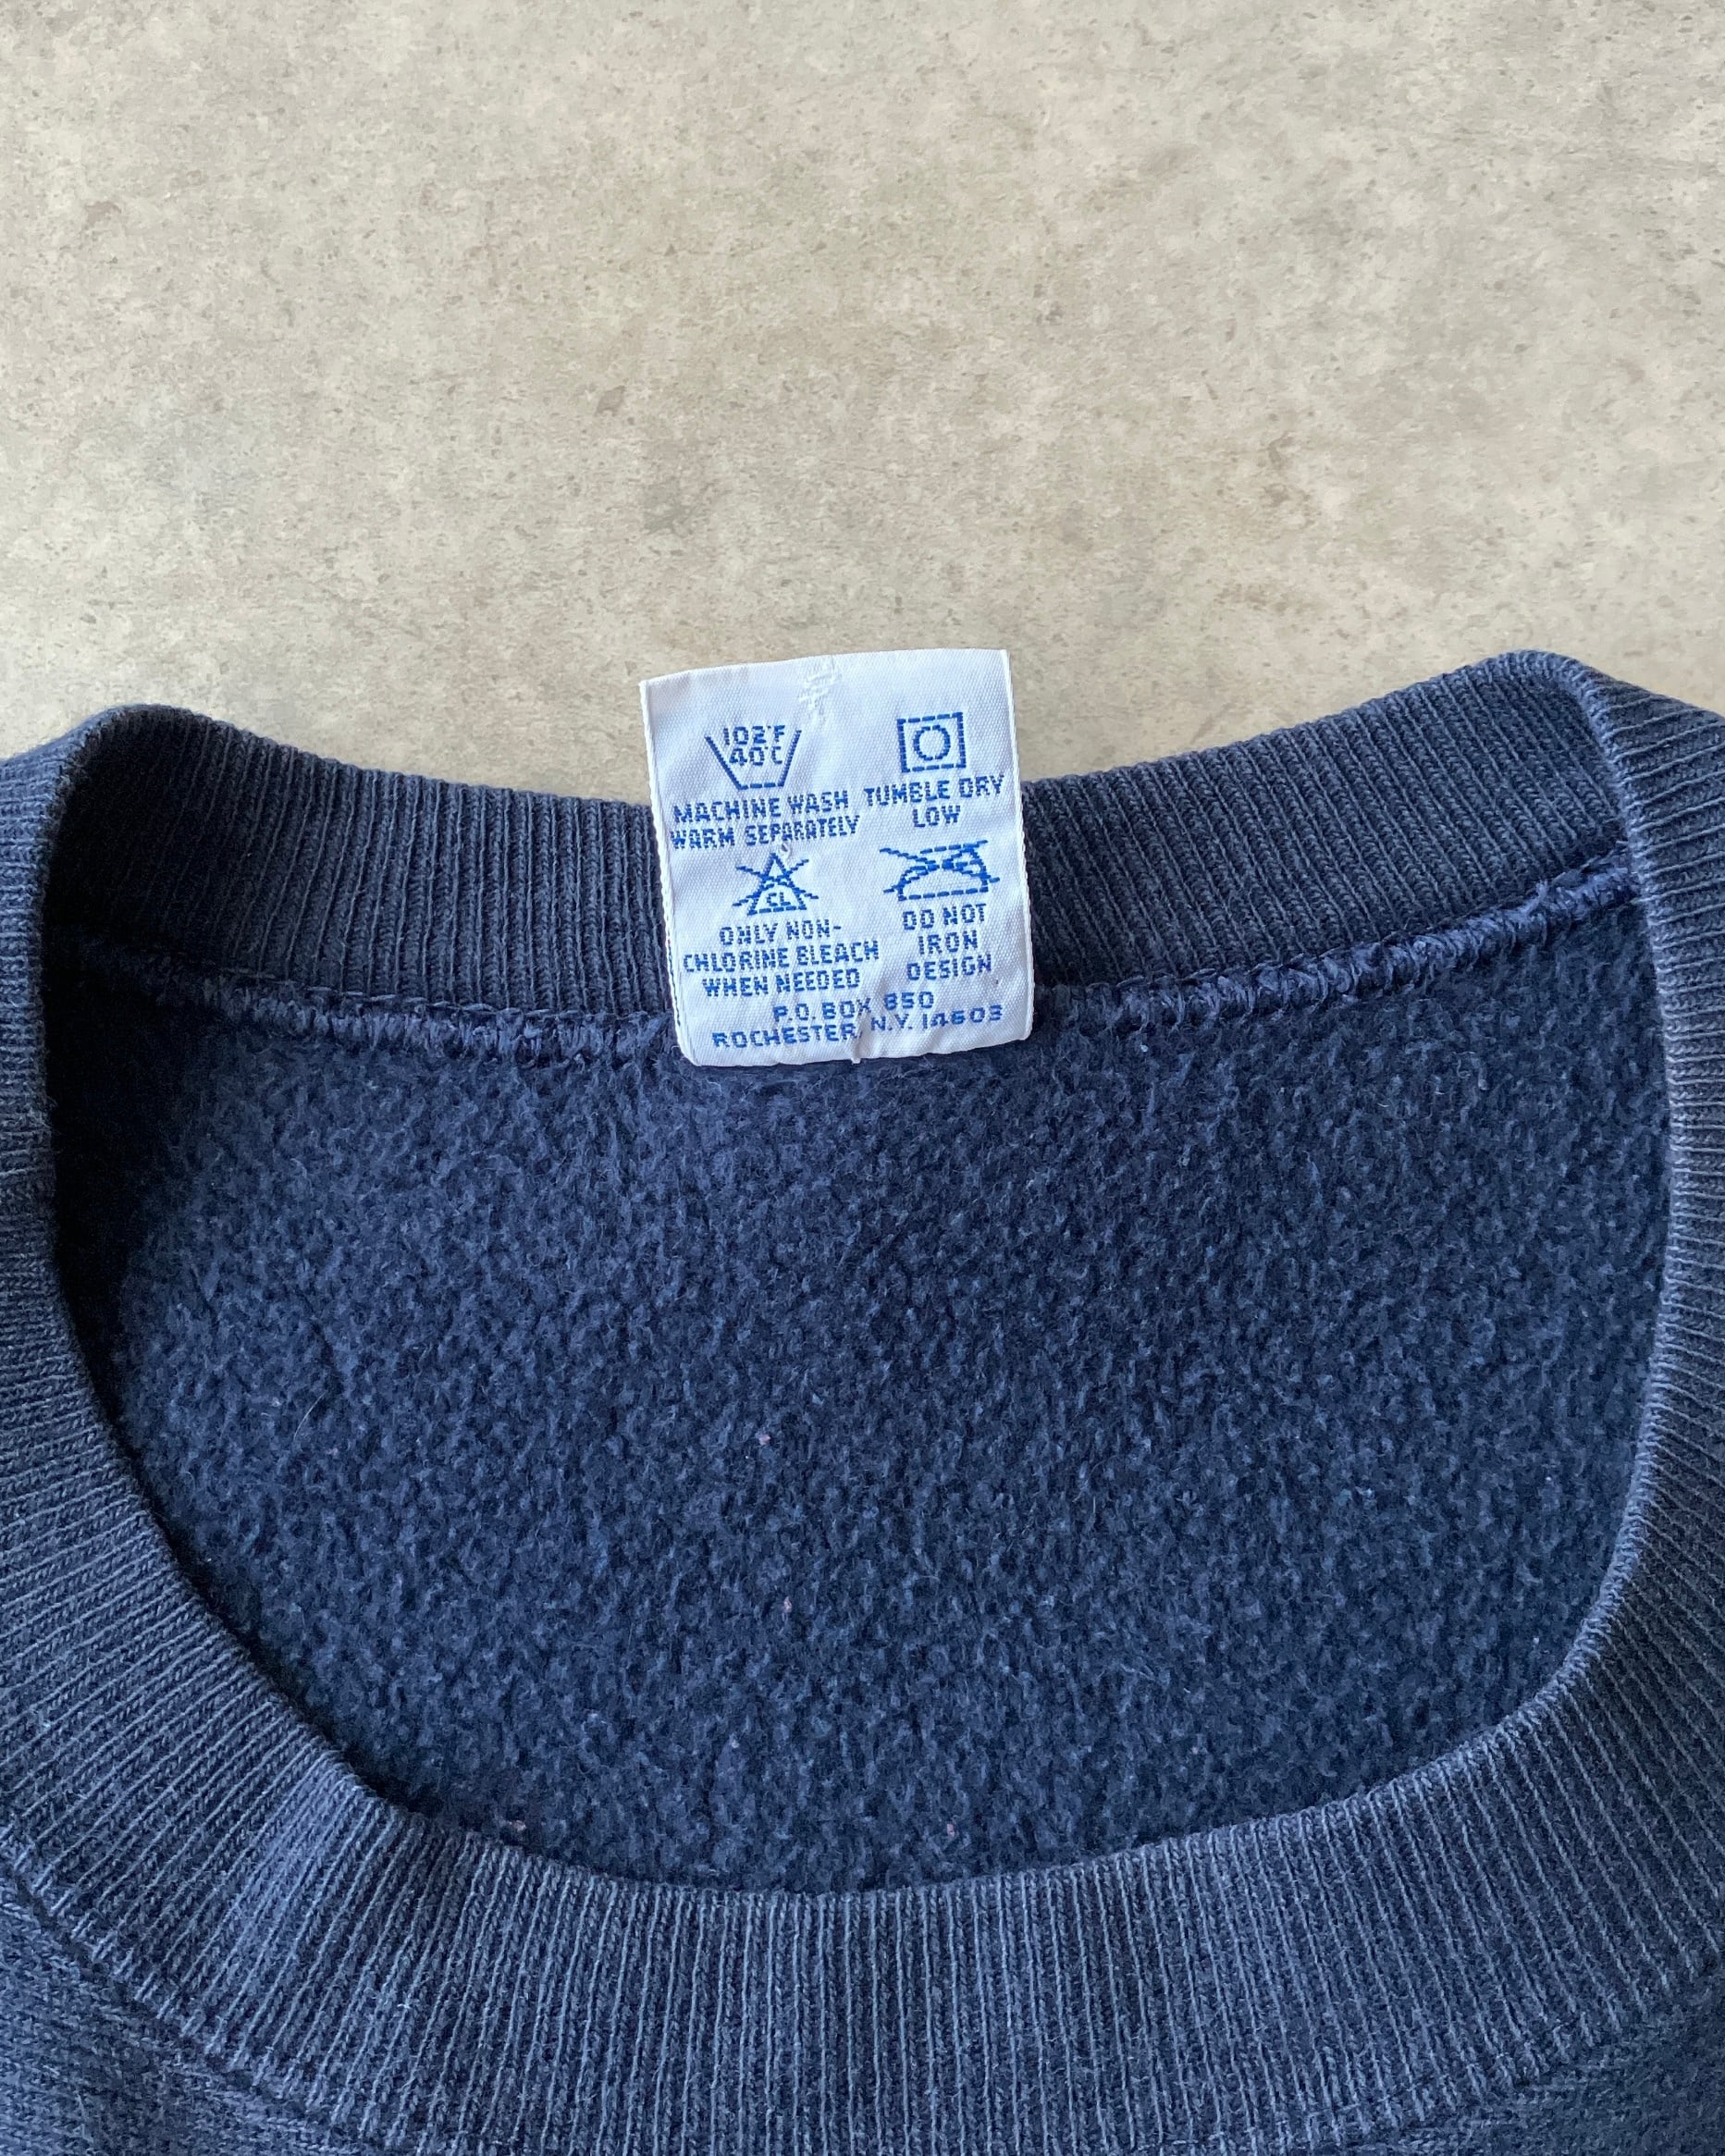 102°F
40°C
MACHINE WASH
WARM SEPARATELY
TUMBLE DRY
LOW
CL
ONLY NON-
CHLORINE BLEACH
WHEN NEEDED
DO NOT
IRON
DESIGN
P.O. BOX 850
ROCHESTER, N.Y. 14603